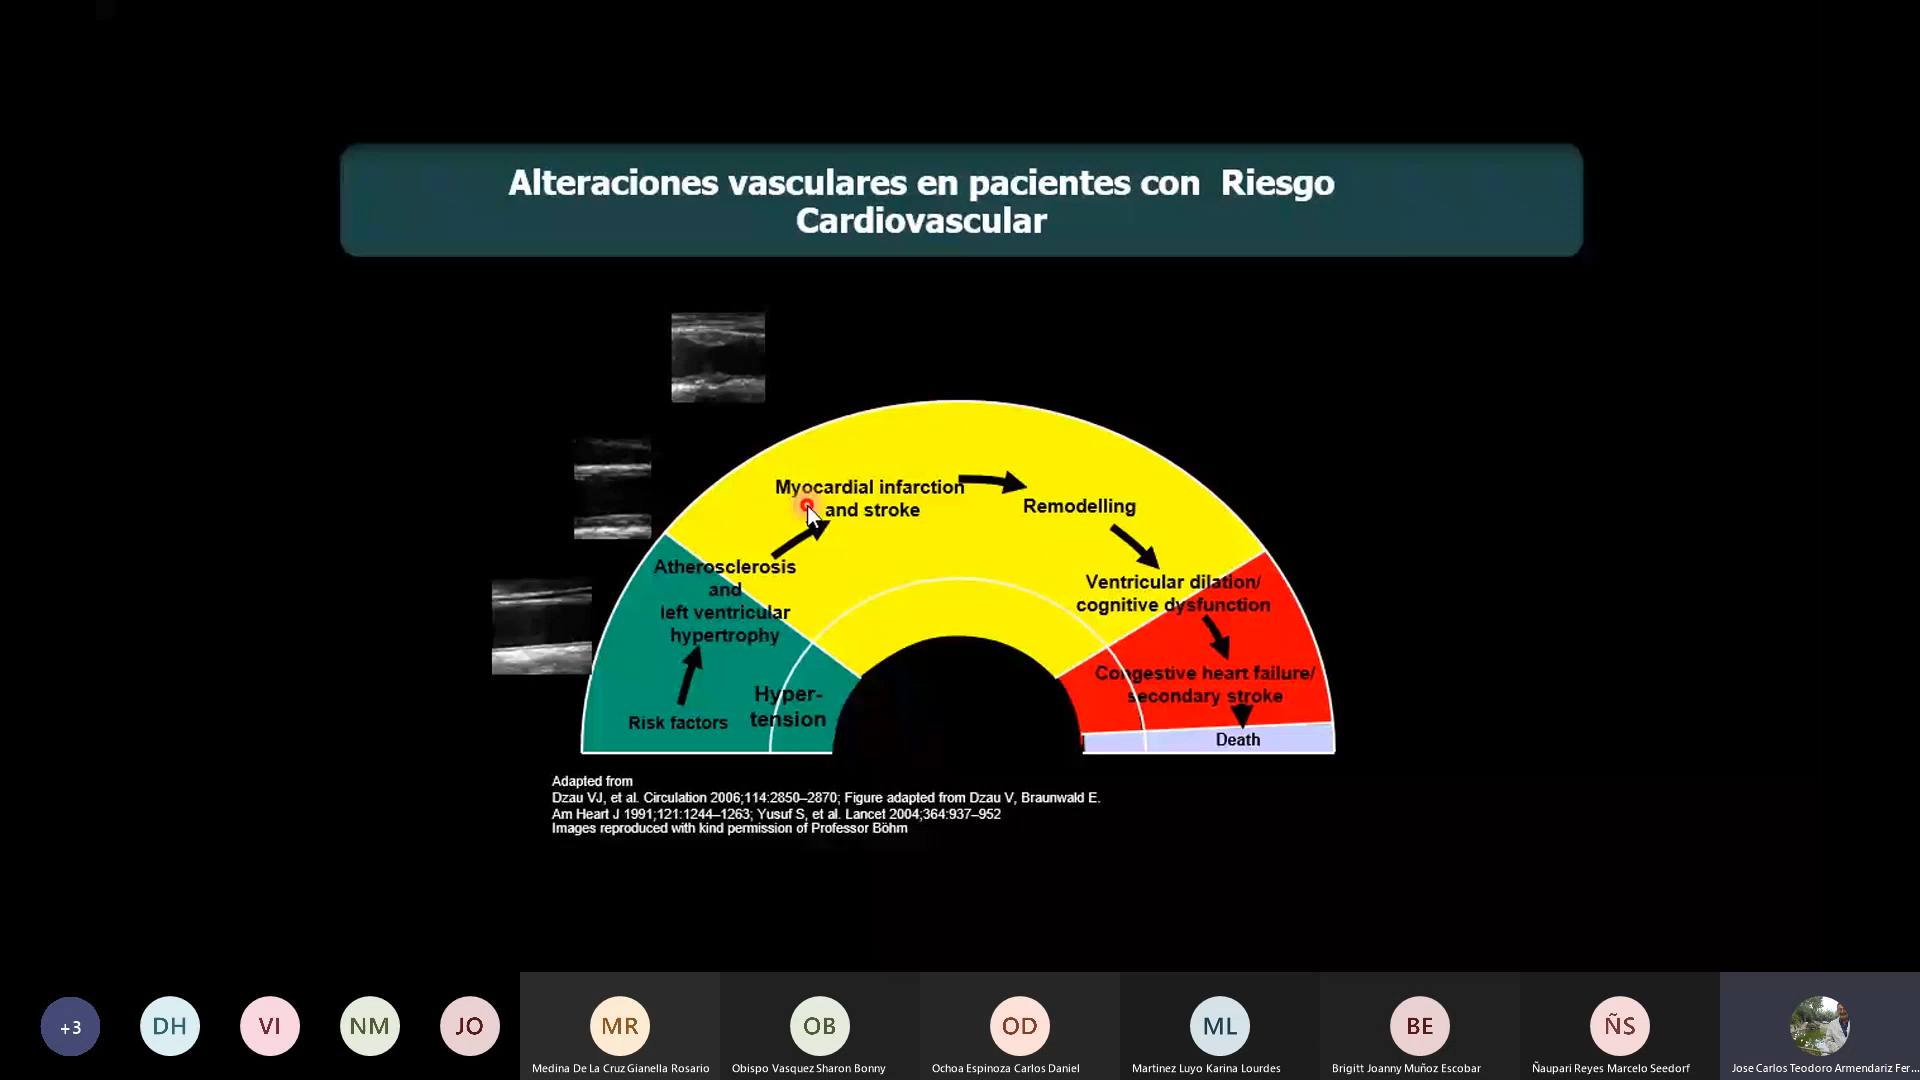 Alteraciones vasculares en pacientes con Riesgo
Cardiovascular
Myocardial infarction
and stroke
Remodelling
Atherosclerosis
and
left ventricular
hypertrophy
Ventricular dilation/
cognitive dysfunction
Congestive heart failure/
secondary stroke
Hyper-
tension
Risk factors
Death
Adapted from
Dzau VJ, et al. Circulation 2006;114:2850–2870; Figure adapted from Dzau V, Braunwald E.
Am Heart J 1991;121:1244–1263; Yusuf S, et al. Lancet 2004;364:937–952
Images reproduced with kind permission of Professor Böhm
+3
DH
VI
NM
JO
MR
OB
OD
ML
BE
ÑS
Medina De La Cruz Gianella Rosario
Obispo Vasquez Sharon Bonny
Ochoa Espinoza Carlos Daniel
Martinez Luyo Karina Lourdes
Brigitt Joanny Muñoz Escobar
Ñaupari Reyes Marcelo Seedorf
Jose Carlos Teodoro Armendariz Fer...